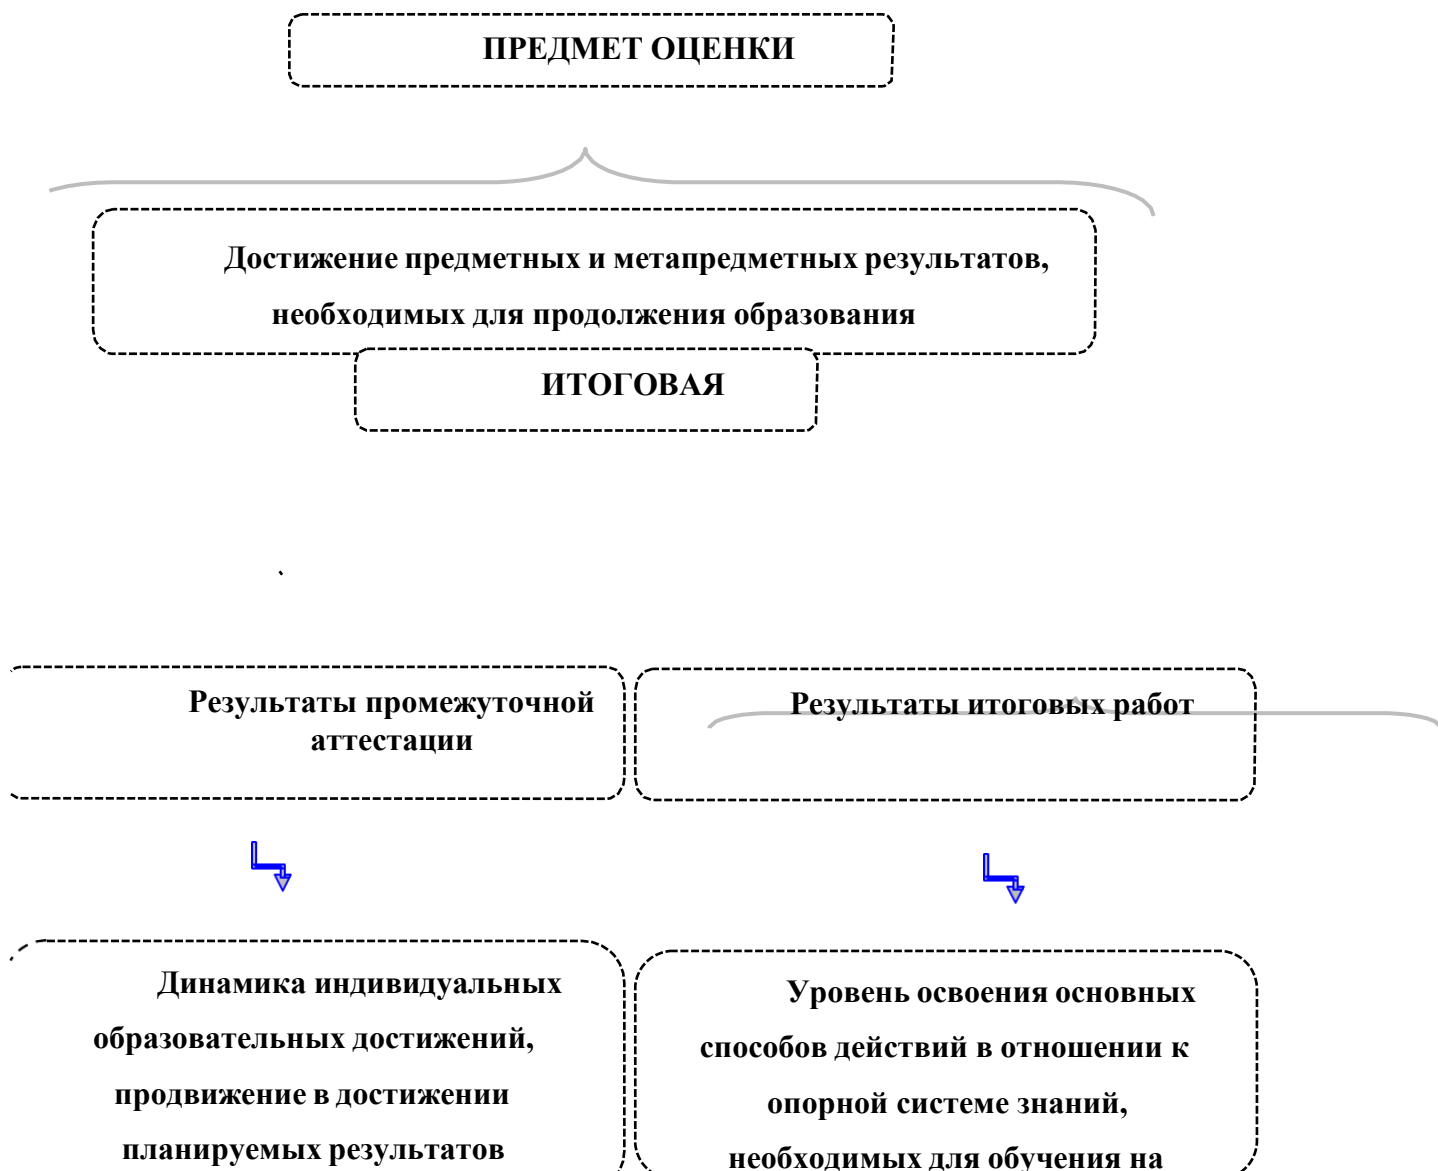 ПРЕДМЕТ ОЦЕНКИ
Достижение предметных и метапредметных результатов,
необходимых для продолжения образования
ИТОГОВАЯ
Результаты промежуточной
аттестации
Результаты итоговых работ
Динамика индивидуальных
образовательных достижений,
продвижение в достижении
планируемых результатов
Уровень освоения основных
способов действий в отношении к
опорной системе знаний,
необходимых для обучения на